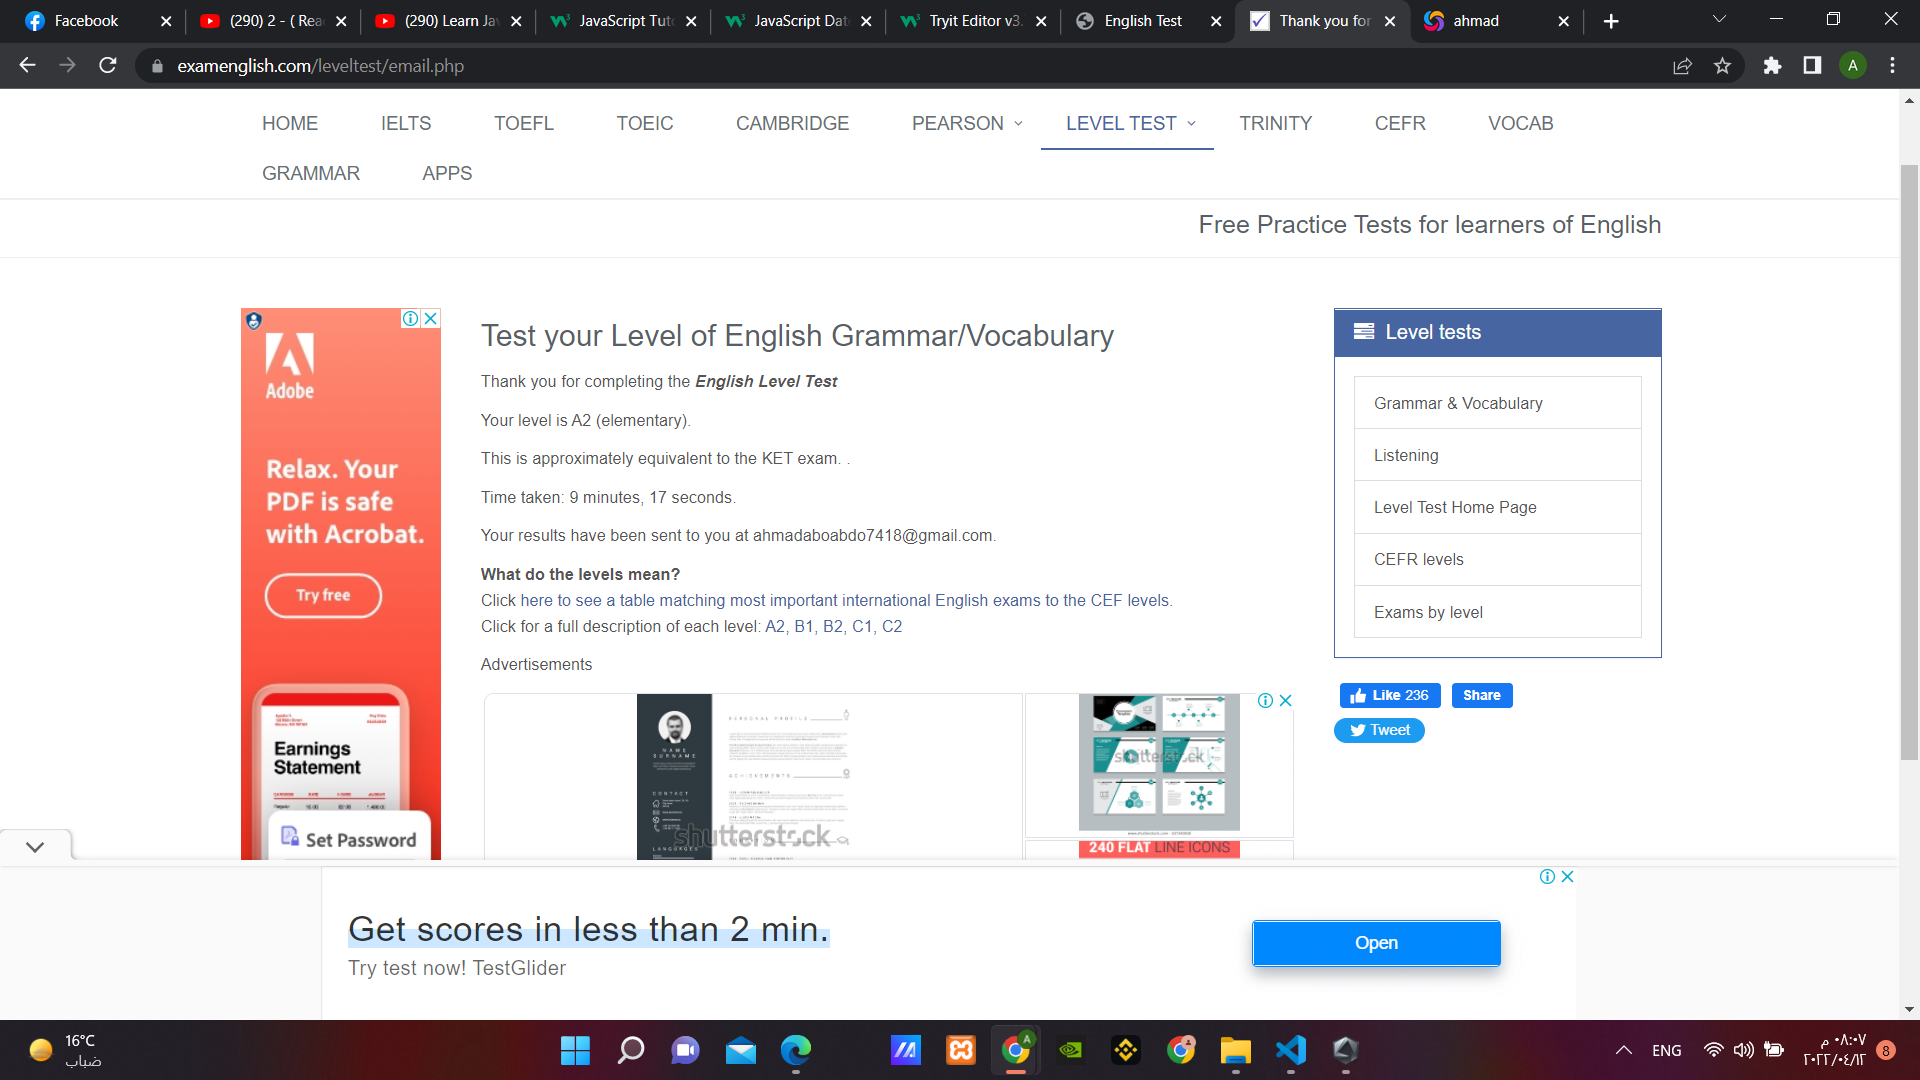 Facebook
(290) 2 - ( Rea
(290) Learn Jav
JavaScript Tuto
JavaScript Dat
Tryit Editor v3.
English Test
Thank you for
ahmad
examenglish.com/leveltest/email.php
A
HOME
IELTS
TOEFL
TOEIC
CAMBRIDGE
PEARSON
LEVEL TEST
TRINITY
CEFR
VOCAB
GRAMMAR
APPS
Free Practice Tests for learners of English
Adobe
Relax. Your
PDF is safe
with Acrobat.
Try free
Earnings
Statement
Set Password
Test your Level of English Grammar/Vocabulary
Thank you for completing the English Level Test
Your level is A2 (elementary).
This is approximately equivalent to the KET exam. .
Time taken: 9 minutes, 17 seconds.
Your results have been sent to you at ahmadaboabdo7418@gmail.com.
What do the levels mean?
Click here to see a table matching most important international English exams to the CEF levels.
Click for a full description of each level: A2, B1, B2, C1, C2
Advertisements
NAME
SURNAME
CONTACT
LANGUAGES
PERSONAL PROFILE
ACHIEVEMENTS
shutterstock
shutterstock
240 FLAT LINE ICONS
Level tests
Grammar & Vocabulary
Listening
Level Test Home Page
CEFR levels
Exams by level
Like 236
Share
Tweet
Get scores in less than 2 min.
Try test now! TestGlider
Open
16°C
ضباب
A
ENG
٠٨:٠٧ م
٢٠٢٢/٠٤/١٢
8